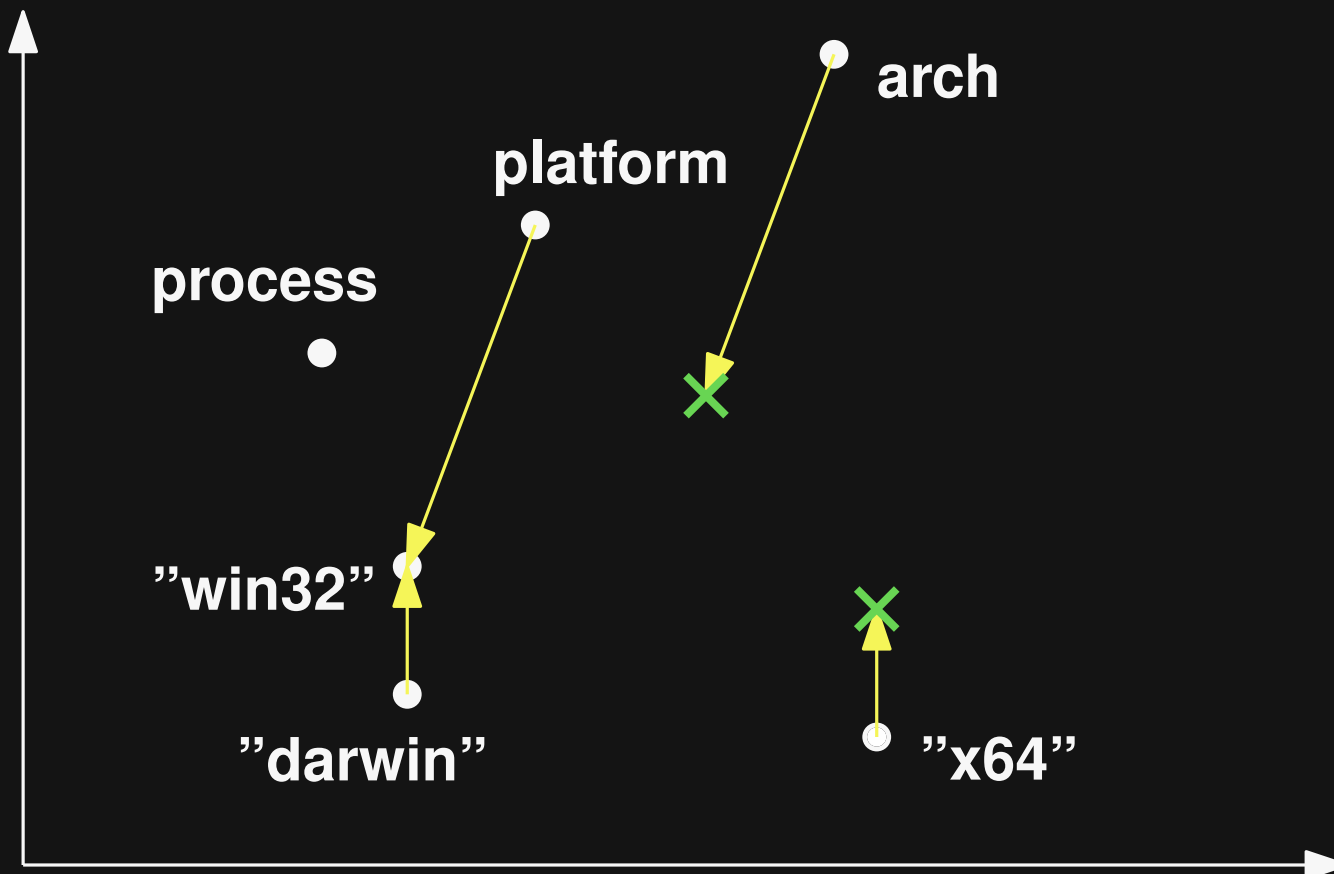 arch
platform
process
”win32”
”darwin”
”x64”